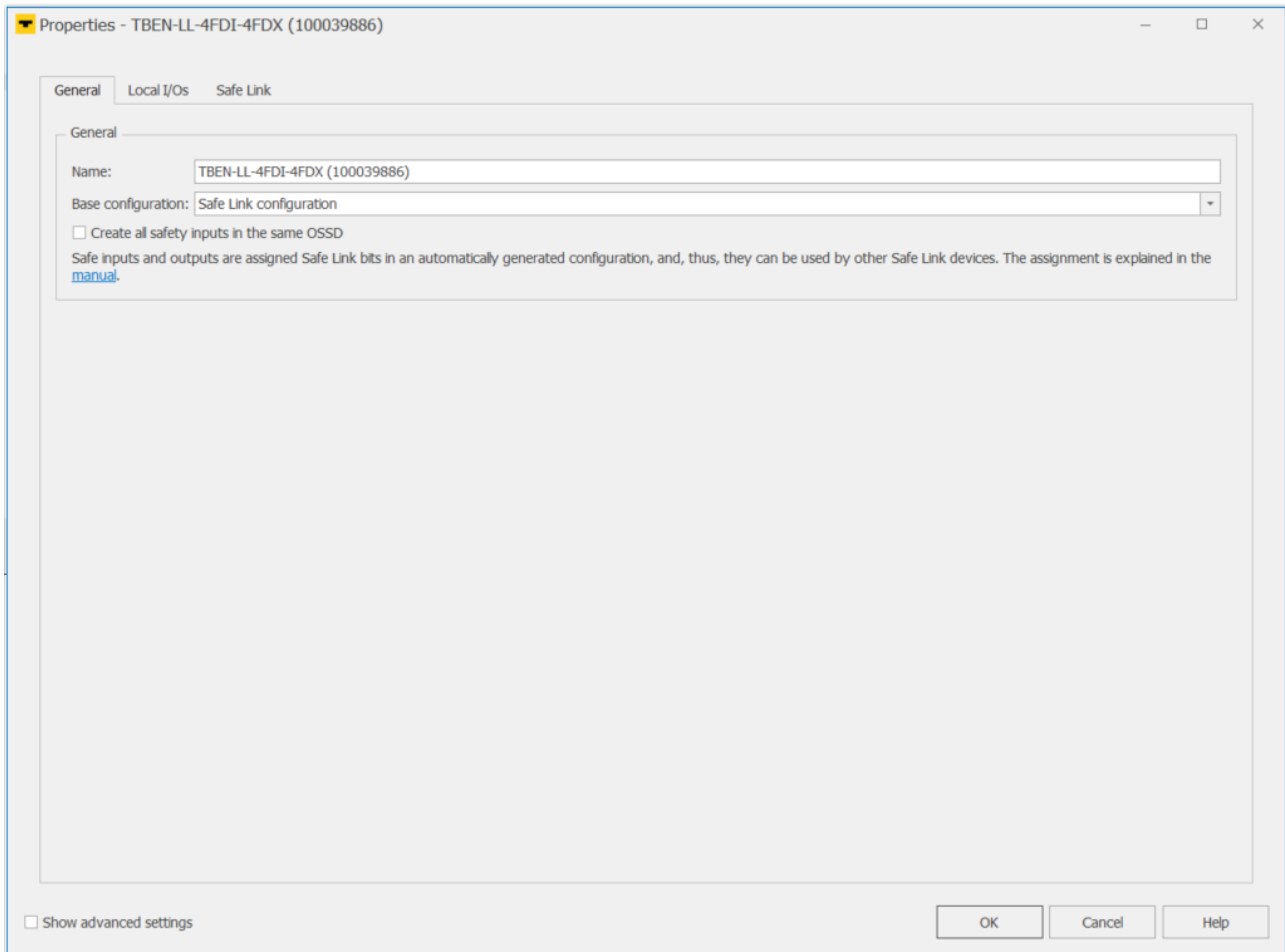 Properties - TBEN-LL-4FDI-4FDX (100039886)
General Local I/Os Safe Link
General
Name: TBEN-LL-4FDI-4FDX (100039886)
Base configuration: Safe Link configuration
Create all safety inputs in the same OSSD
Safe inputs and outputs are assigned Safe Link bits in an automatically generated configuration, and, thus, they can be used by other Safe Link devices. The assignment is explained in the
manual.
Show advanced settings OK Cancel Help